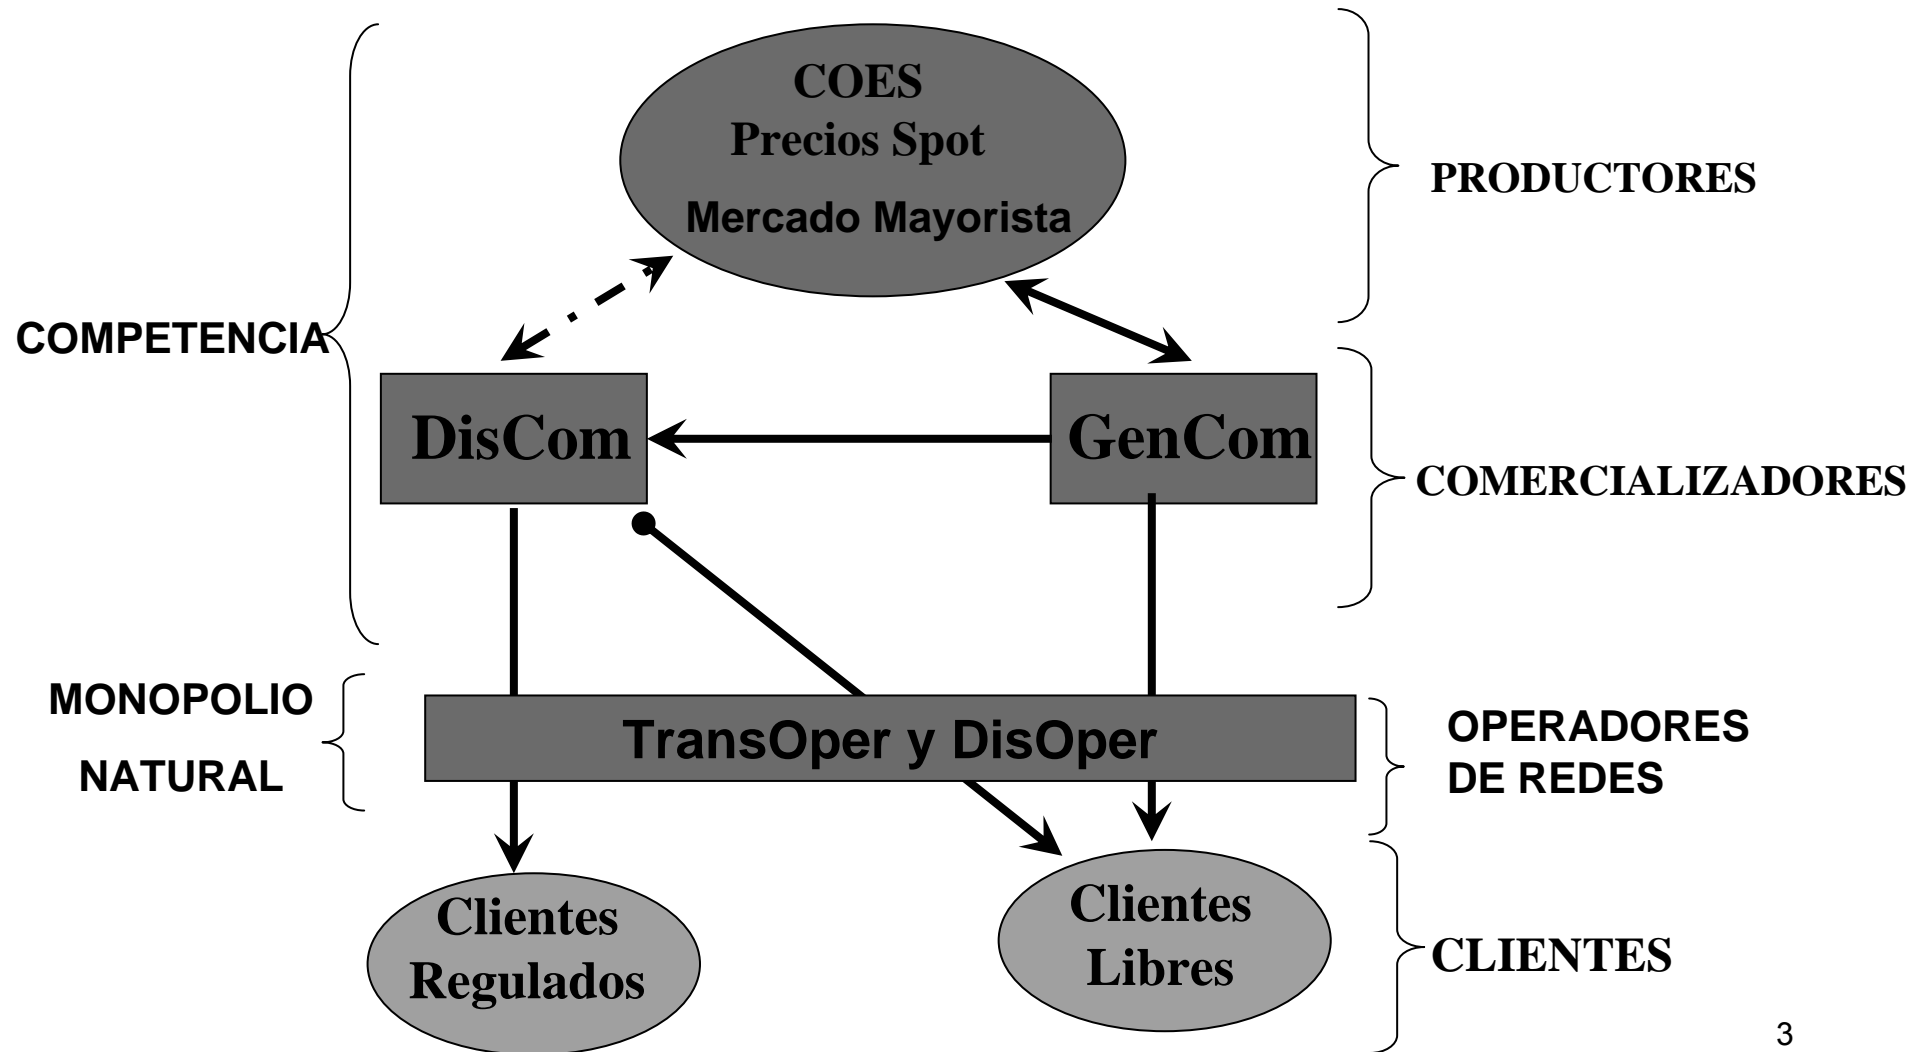 COES
Precios Spot
Mercado Mayorista
PRODUCTORES
COMPETENCIA
DisCom
GenCom
COMERCIALIZADORES
MONOPOLIO
NATURAL
TransOper y DisOper
OPERADORES
DE REDES
Clientes
Regulados
Clientes
Libres
CLIENTES
3